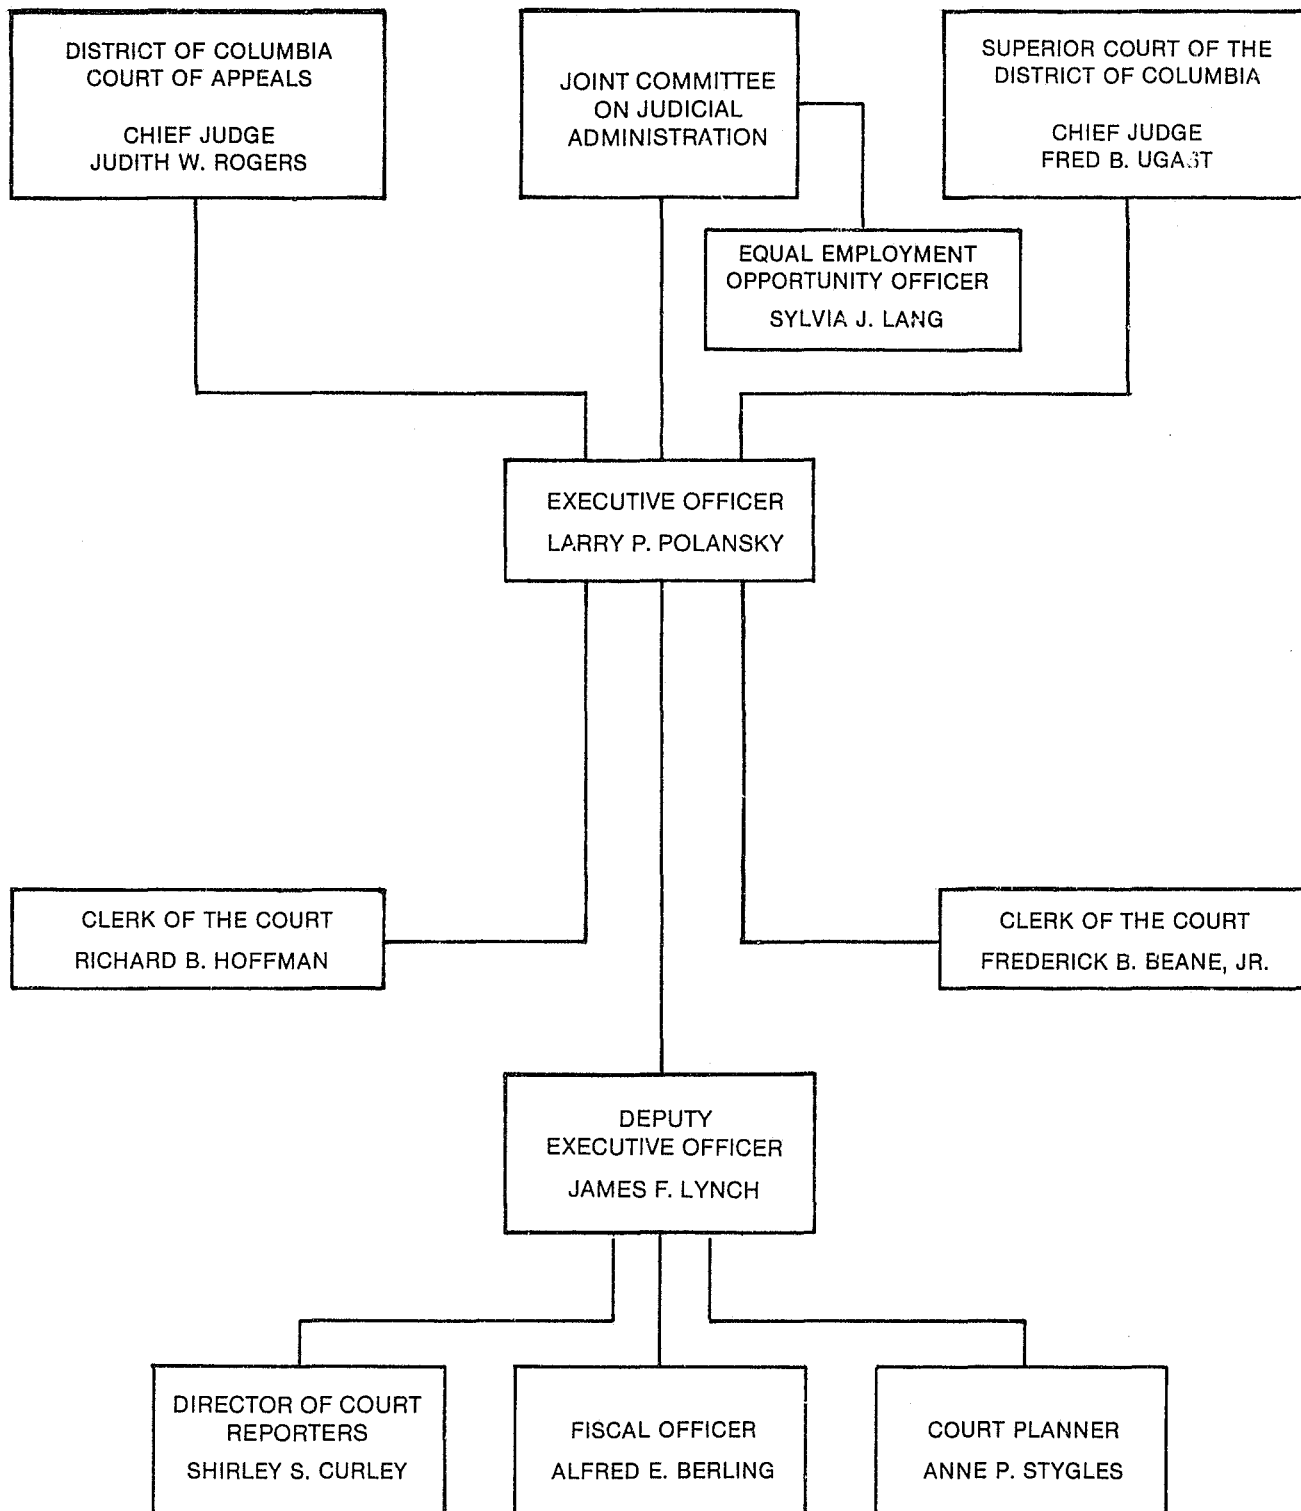 DISTRICT OF COLUMBIA
COURT OF APPEALS
CHIEF JUDGE
JUDITH W. ROGERS
JOINT COMMITTEE
ON JUDICIAL
ADMINISTRATION
SUPERIOR COURT OF THE
DISTRICT OF COLUMBIA
CHIEF JUDGE
FRED B. UGAST
EQUAL EMPLOYMENT
OPPORTUNITY OFFICER
SYLVIA J. LANG
EXECUTIVE OFFICER
LARRY P. POLANSKY
CLERK OF THE COURT
RICHARD B. HOFFMAN
CLERK OF THE COURT
FREDERICK B. BEANE, JR.
DEPUTY
EXECUTIVE OFFICER
JAMES F. LYNCH
DIRECTOR OF COURT
REPORTERS
SHIRLEY S. CURLEY
FISCAL OFFICER
ALFRED E. BERLING
COURT PLANNER
ANNE P. STYGLES